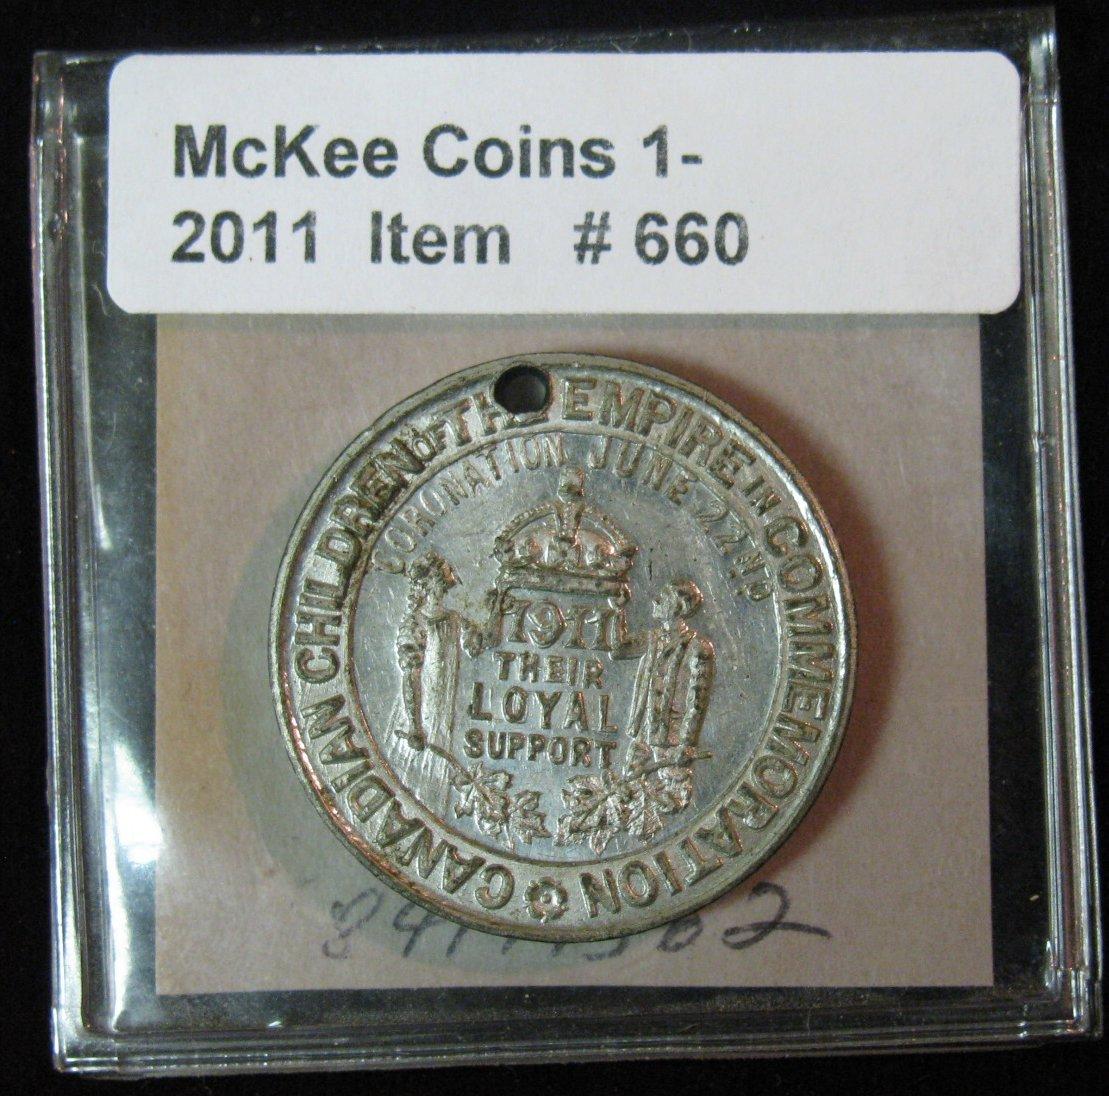 McKee Coins 1-
2011 Item # 660
CANADIAN CHILDREN OF THE EMPIRE IN COMMEMORATION
CORONATION JUNE 22ND
1911
THEIR
LOYAL
SUPPORT